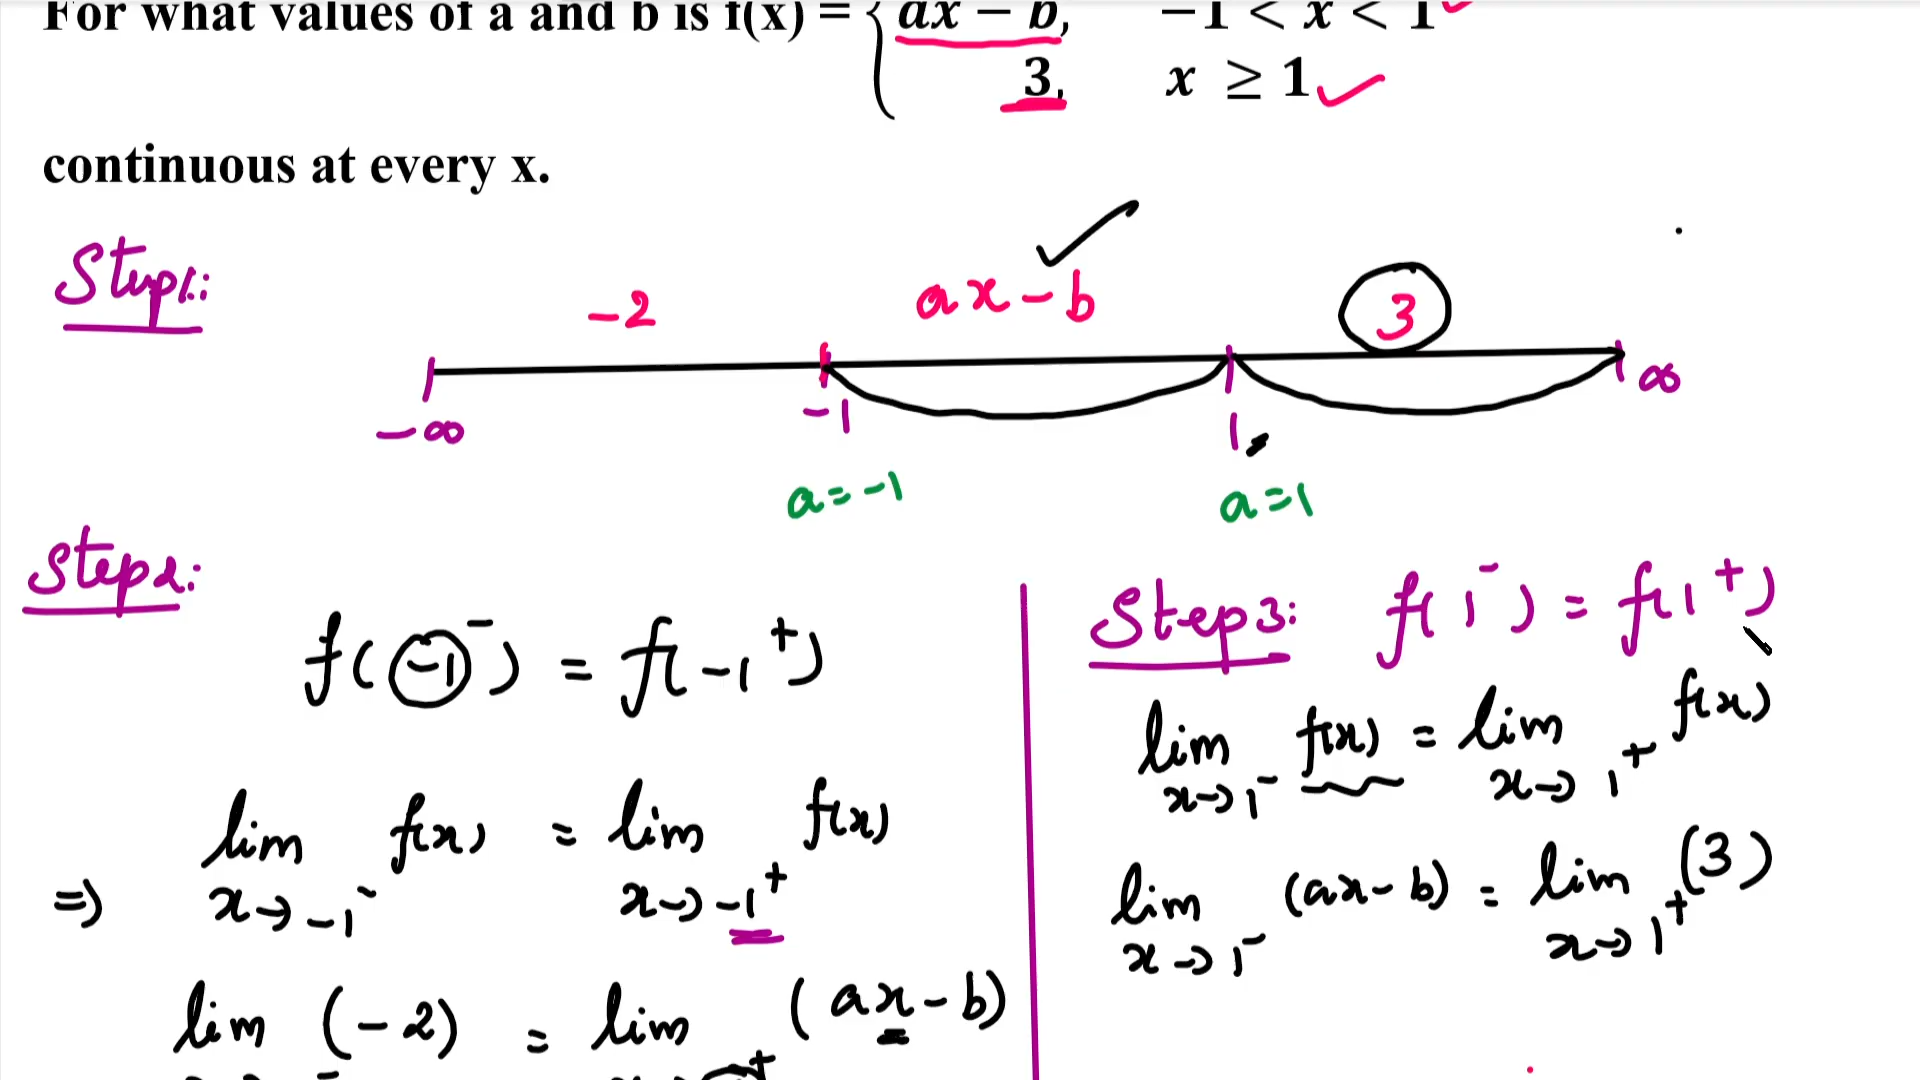 For what values of a and b is f(x) = { ax − b, −1 < x < 1
3, x ≥ 1
continuous at every x.
Step1:
-2 ax-b 3
-∞ -1 1 ∞
a=-1 a=1
Step2:
f(-1⁻) = f(-1⁺)
⇒ lim x→-1⁻ f(x) = lim x→-1⁺ f(x)
lim (-2) = lim (ax-b)
Step3: f(1⁻) = f(1⁺)
lim x→1⁻ f(x) = lim x→1⁺ f(x)
lim x→1⁻ (ax-b) = lim x→1⁺ (3)